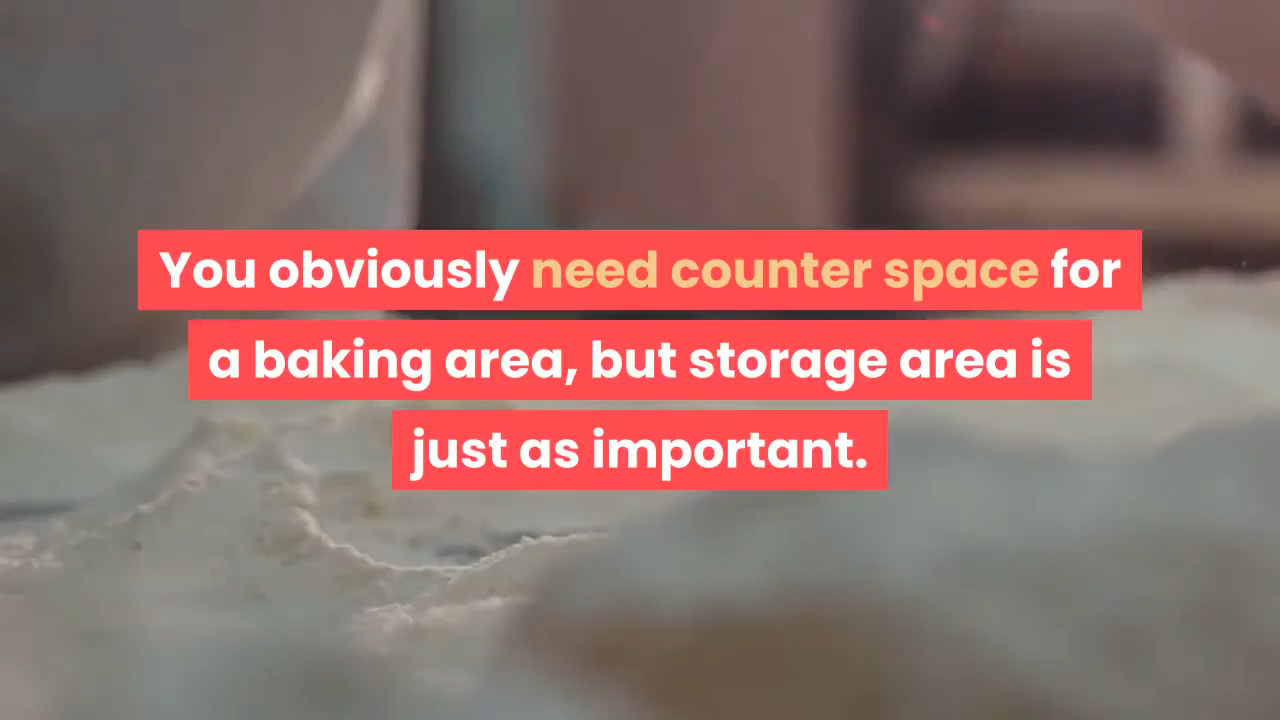 You obviously need counter space for
a baking area, but storage area is
just as important.